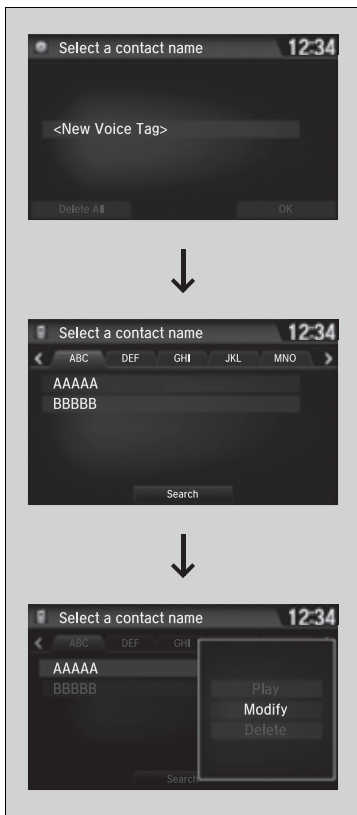 Select a contact name 12:34
<New Voice Tag>
Delete All OK
Select a contact name 12:34
ABC DEF GHI JKL MNO
AAAAA
BBBBB
Search
Select a contact name 12:34
ABC DEF GHI
AAAAA
BBBBB
Play
Modify
Delete
Search